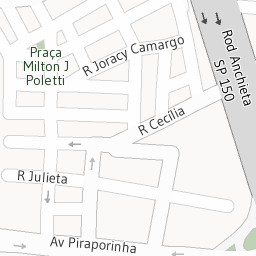 Praça
Milton J
Poletti
R Joracy Camargo
Rod Anchieta
SP 150
R Cecília
R Julieta
Av Piraporinha